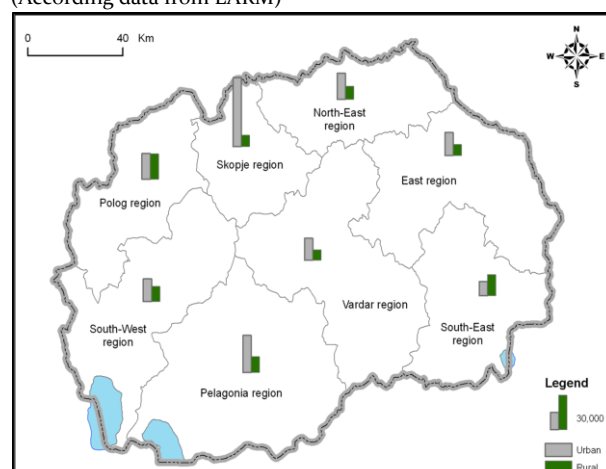 (According data from EARM)
0 40 Km
N
W E
S
North-East
region
Skopje region
East region
Polog region
Vardar region
South-West
region
South-East
region
Pelagonia region
Legend
30,000
Urban
Rural